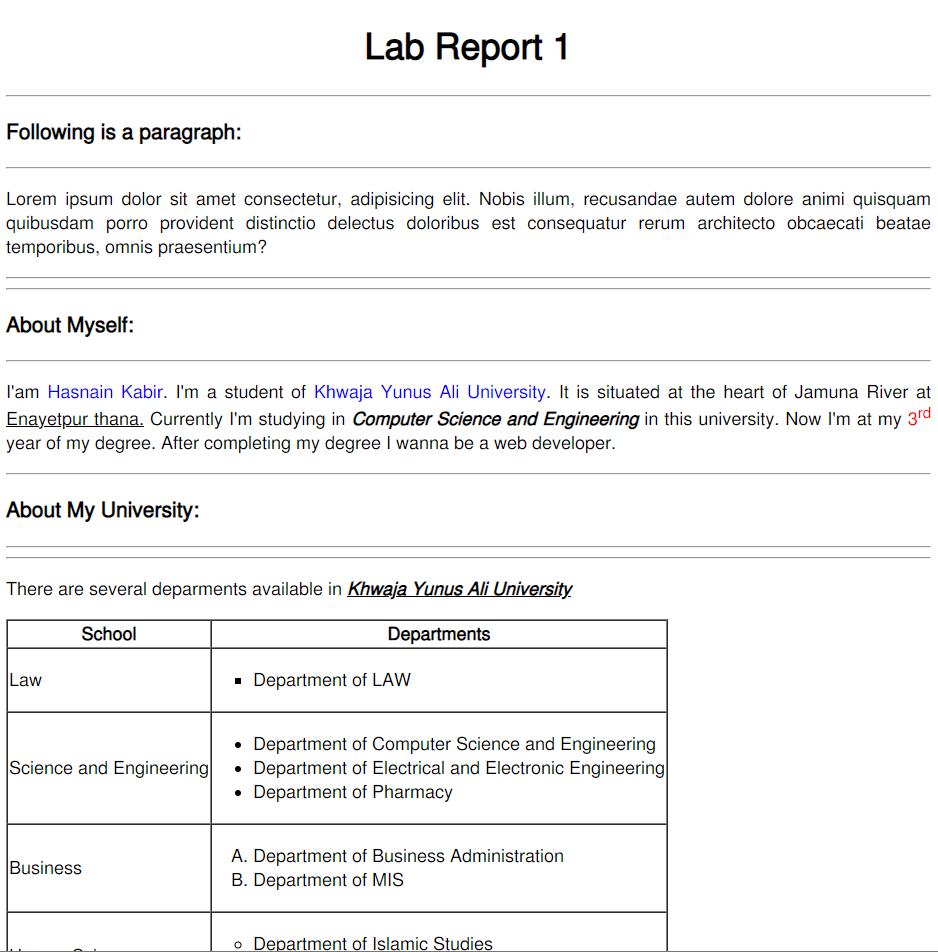 Lab Report 1
Following is a paragraph:
Lorem ipsum dolor sit amet consectetur, adipisicing elit. Nobis illum, recusandae autem dolore animi quisquam
quibusdam porro provident distinctio delectus doloribus est consequatur rerum architecto obcaecati beatae
temporibus, omnis praesentium?
About Myself:
I'am Hasnain Kabir. I'm a student of Khwaja Yunus Ali University. It is situated at the heart of Jamuna River at
Enayetpur thana. Currently I'm studying in Computer Science and Engineering in this university. Now I'm at my 3rd
year of my degree. After completing my degree I wanna be a web developer.
About My University:
There are several deparments available in Khwaja Yunus Ali University
School Departments
Law
▪ Department of LAW
Science and Engineering
• Department of Computer Science and Engineering
• Department of Electrical and Electronic Engineering
• Department of Pharmacy
Business
A. Department of Business Administration
B. Department of MIS
◦ Department of Islamic Studies